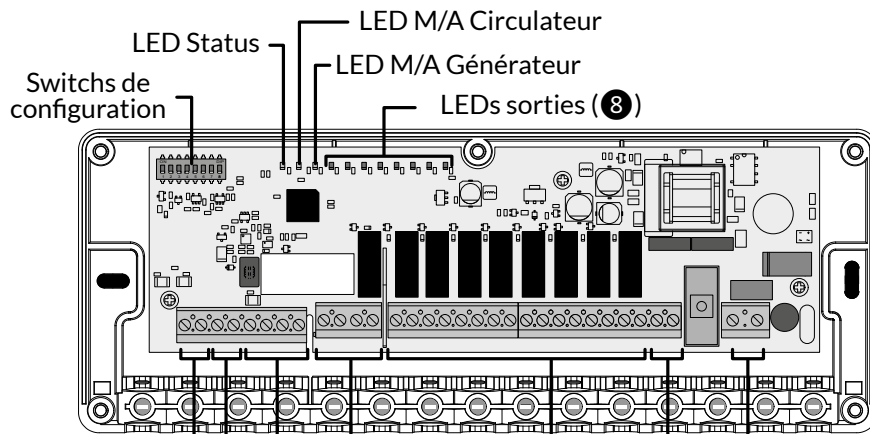 LED M/A Circulateur
LED Status
LED M/A Générateur
Switchs de
configuration
LEDs sorties (8)